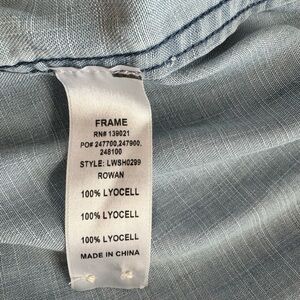 FRAME
RN# 139021
PO# 247700,247900,
248100
STYLE: LWSH0299
ROWAN
100% LYOCELL
100% LYOCELL
100% LYOCELL
MADE IN CHINA